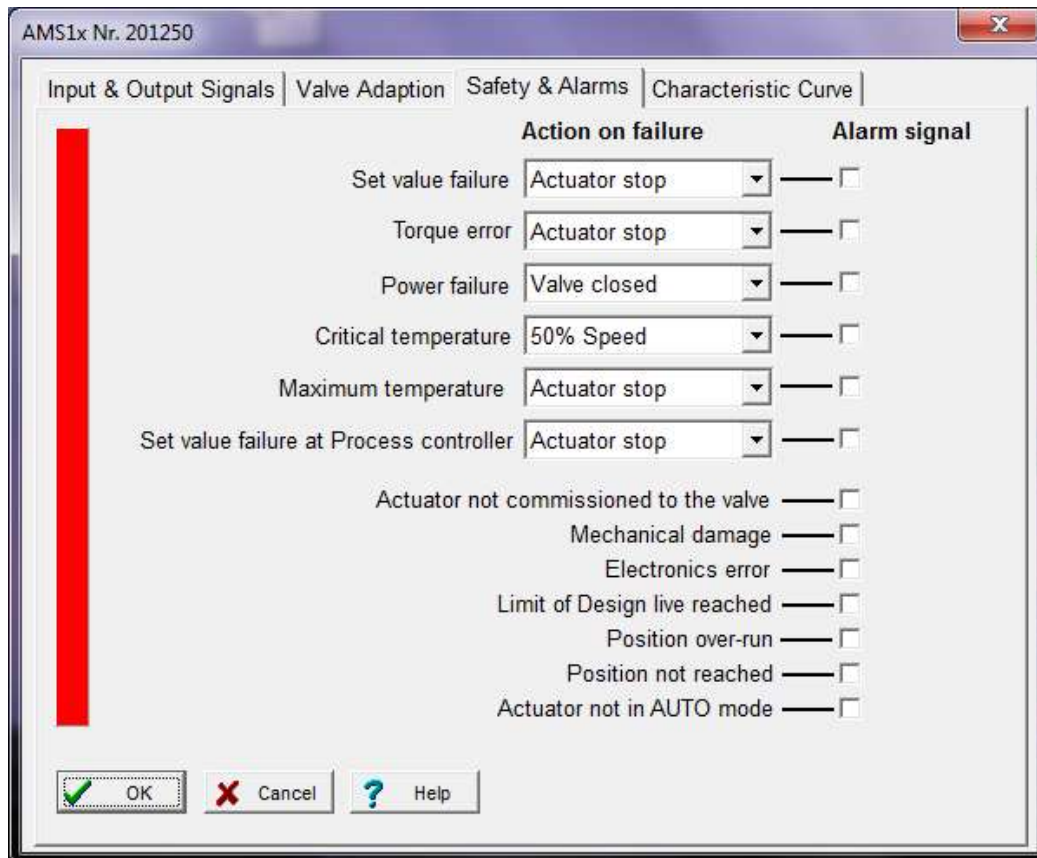 AMS1x Nr. 201250
Input & Output Signals Valve Adaption Safety & Alarms Characteristic Curve
Action on failure Alarm signal
Set value failure Actuator stop
Torque error Actuator stop
Power failure Valve closed
Critical temperature 50% Speed
Maximum temperature Actuator stop
Set value failure at Process controller Actuator stop
Actuator not commissioned to the valve
Mechanical damage
Electronics error
Limit of Design live reached
Position over-run
Position not reached
Actuator not in AUTO mode
OK Cancel Help